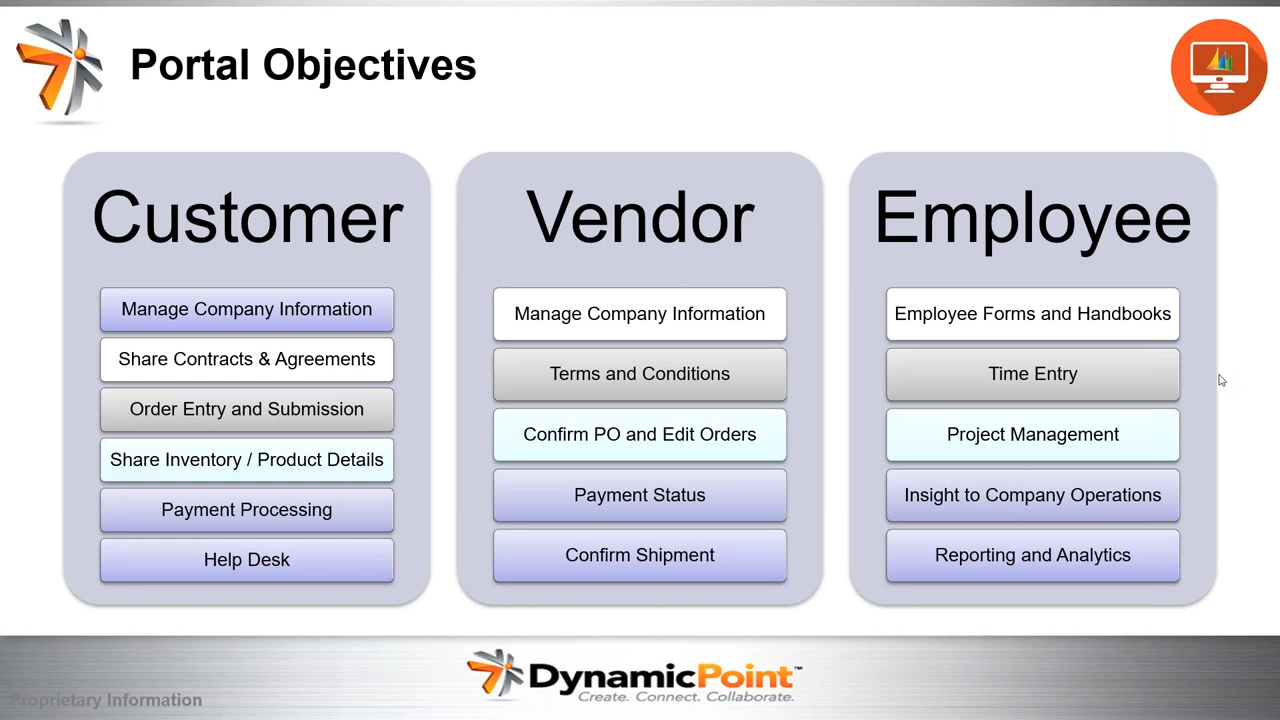 Portal Objectives
Customer
Manage Company Information
Share Contracts & Agreements
Order Entry and Submission
Share Inventory / Product Details
Payment Processing
Help Desk
Vendor
Manage Company Information
Terms and Conditions
Confirm PO and Edit Orders
Payment Status
Confirm Shipment
Employee
Employee Forms and Handbooks
Time Entry
Project Management
Insight to Company Operations
Reporting and Analytics
DynamicPoint™
Create. Connect. Collaborate.
Proprietary Information